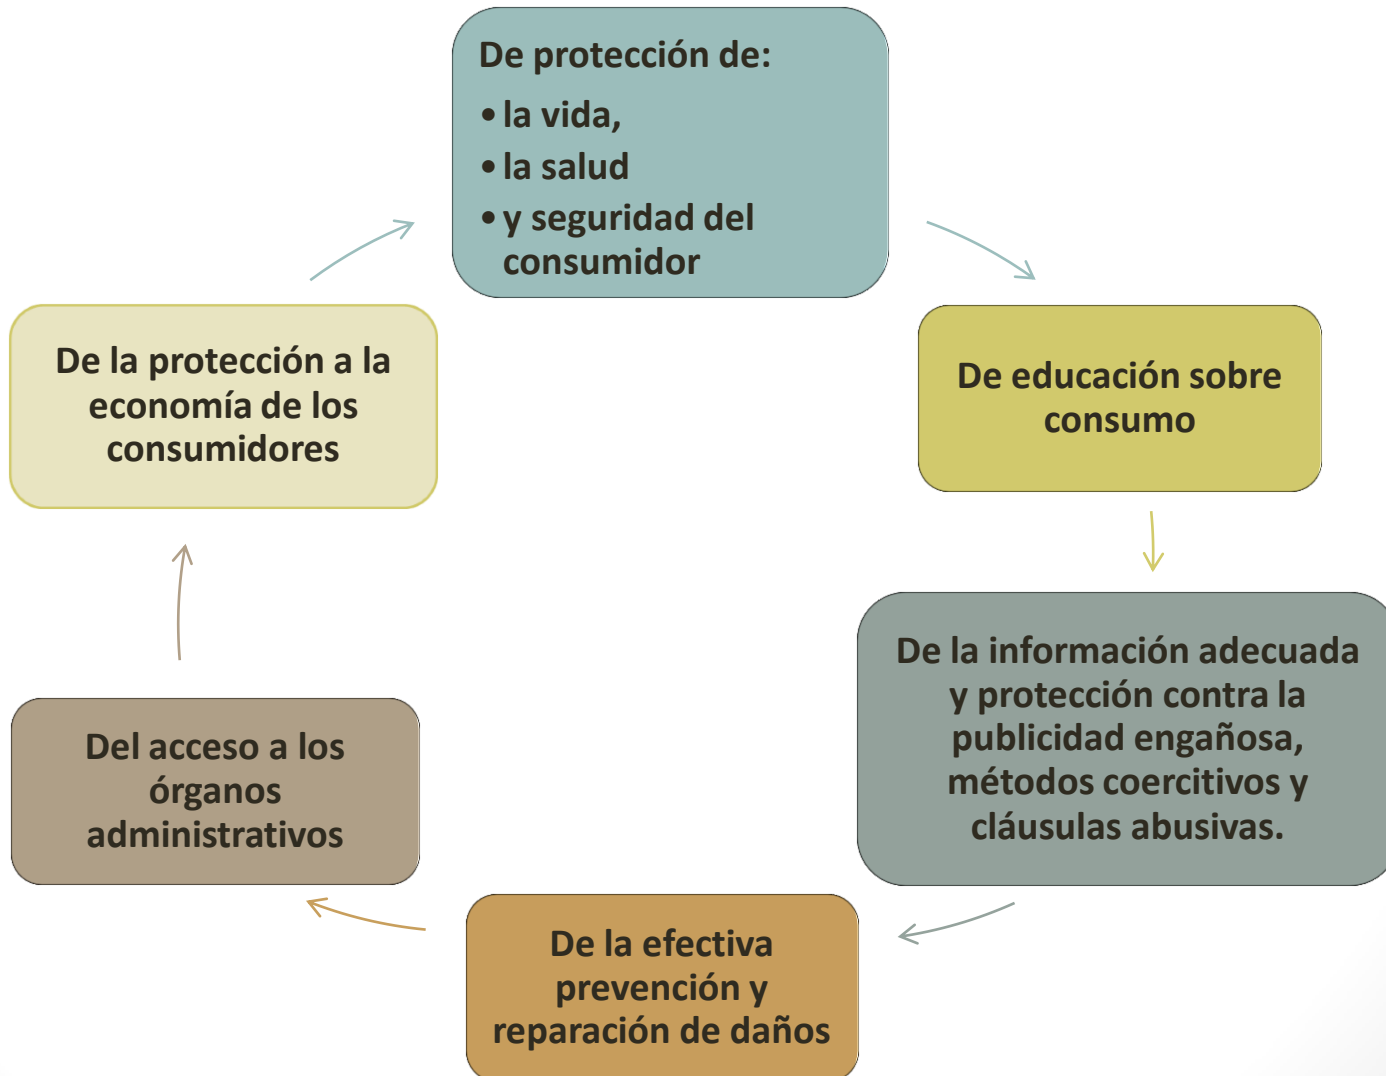 De protección de:
• la vida,
• la salud
• y seguridad del
consumidor
De educación sobre
consumo
De la información adecuada
y protección contra la
publicidad engañosa,
métodos coercitivos y
cláusulas abusivas.
De la efectiva
prevención y
reparación de daños
Del acceso a los
órganos
administrativos
De la protección a la
economía de los
consumidores